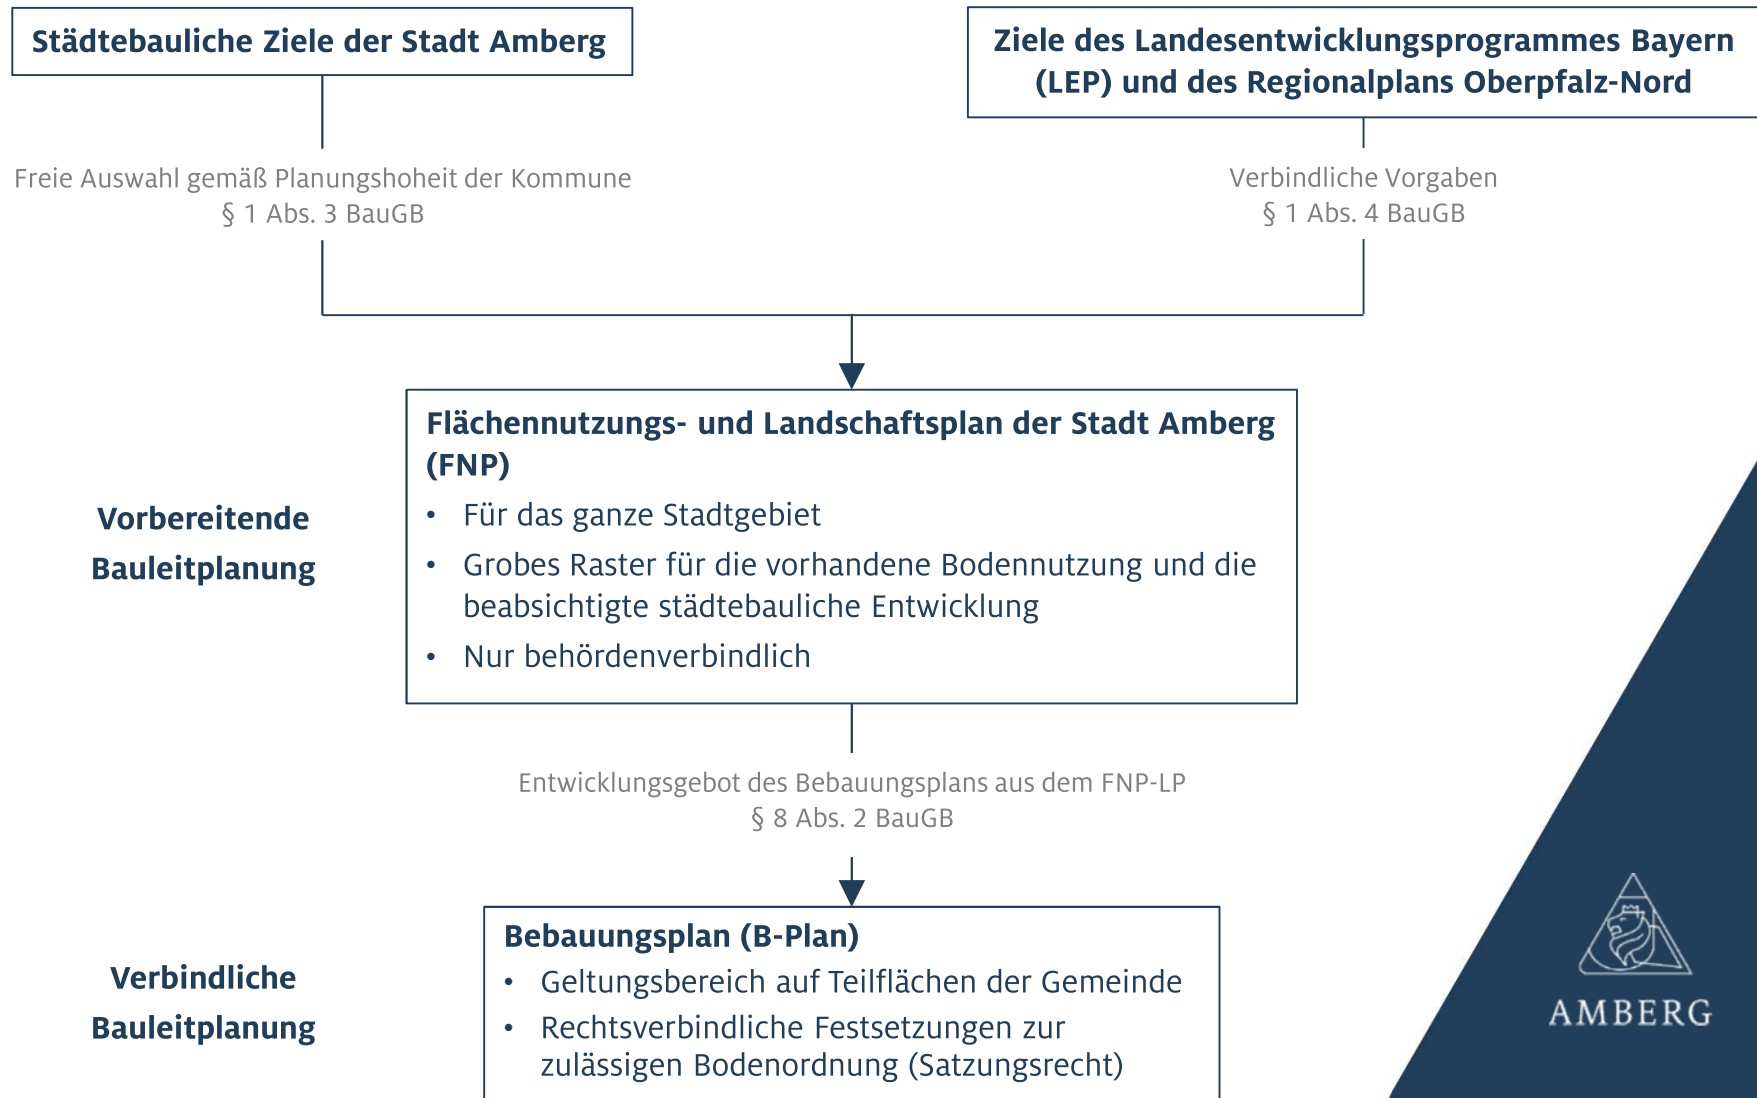 Städtebauliche Ziele der Stadt Amberg
Ziele des Landesentwicklungsprogrammes Bayern
(LEP) und des Regionalplans Oberpfalz-Nord
Freie Auswahl gemäß Planungshoheit der Kommune
§ 1 Abs. 3 BauGB
Verbindliche Vorgaben
§ 1 Abs. 4 BauGB
Vorbereitende
Bauleitplanung
Flächennutzungs- und Landschaftsplan der Stadt Amberg
(FNP)
• Für das ganze Stadtgebiet
• Grobes Raster für die vorhandene Bodennutzung und die
beabsichtigte städtebauliche Entwicklung
• Nur behördenverbindlich
Entwicklungsgebot des Bebauungsplans aus dem FNP-LP
§ 8 Abs. 2 BauGB
Verbindliche
Bauleitplanung
Bebauungsplan (B-Plan)
• Geltungsbereich auf Teilflächen der Gemeinde
• Rechtsverbindliche Festsetzungen zur
zulässigen Bodenordnung (Satzungsrecht)
AMBERG